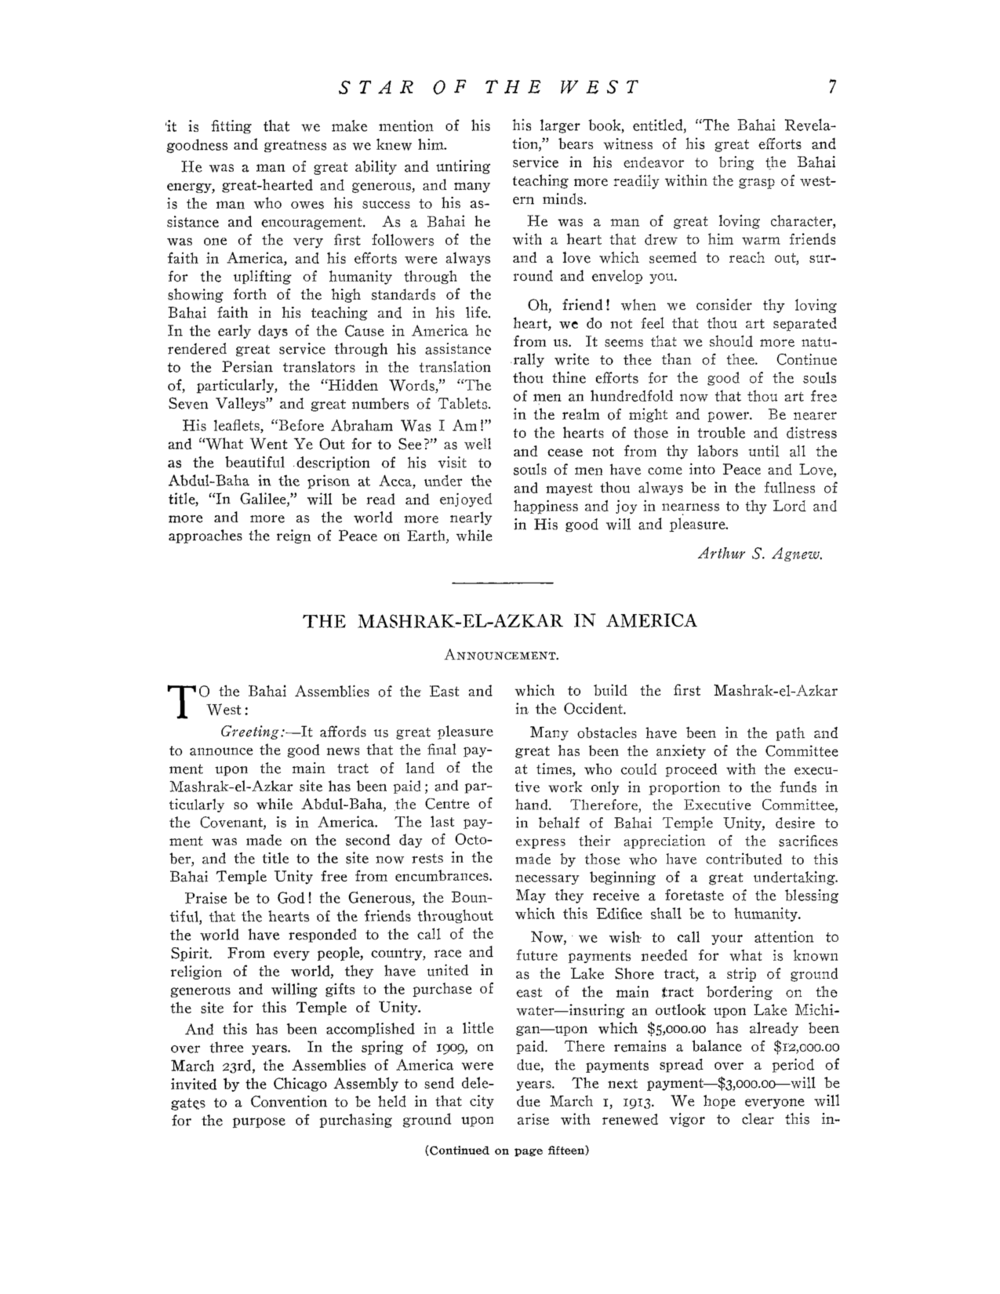 STAR OF THE WEST 7
it is fitting that we make mention of his
goodness and greatness as we knew him.
He was a man of great ability and untiring
energy, great-hearted and generous, and many
is the man who owes his success to his as-
sistance and encouragement. As a Bahai he
was one of the very first followers of the
faith in America, and his efforts were always
for the uplifting of humanity through the
showing forth of the high standards of the
Bahai faith in his teaching and in his life.
In the early days of the Cause in America he
rendered great service through his assistance
to the Persian translators in the translation
of, particularly, the "Hidden Words," "The
Seven Valleys" and great numbers of Tablets.
His leaflets, "Before Abraham Was I Am!"
and "What Went Ye Out for to See?" as well
as the beautiful description of his visit to
Abdul-Baha in the prison at Acca, under the
title, "In Galilee," will be read and enjoyed
more and more as the world more nearly
approaches the reign of Peace on Earth, while
his larger book, entitled, "The Bahai Revela-
tion," bears witness of his great efforts and
service in his endeavor to bring the Bahai
teaching more readily within the grasp of west-
ern minds.
He was a man of great loving character,
with a heart that drew to him warm friends
and a love which seemed to reach out, sur-
round and envelop you.
Oh, friend! when we consider thy loving
heart, we do not feel that thou art separated
from us. It seems that we should more natu-
rally write to thee than of thee. Continue
thou thine efforts for the good of the souls
of men an hundredfold now that thou art free
in the realm of might and power. Be nearer
to the hearts of those in trouble and distress
and cease not from thy labors until all the
souls of men have come into Peace and Love,
and mayest thou always be in the fullness of
happiness and joy in nearness to thy Lord and
in His good will and pleasure.
Arthur S. Agnew.
THE MASHRAK-EL-AZKAR IN AMERICA
ANNOUNCEMENT.
TO the Bahai Assemblies of the East and
West:
Greeting:—It affords us great pleasure
to announce the good news that the final pay-
ment upon the main tract of land of the
Mashrak-el-Azkar site has been paid; and par-
ticularly so while Abdul-Baha, the Centre of
the Covenant, is in America. The last pay-
ment was made on the second day of Octo-
ber, and the title to the site now rests in the
Bahai Temple Unity free from encumbrances.
Praise be to God! the Generous, the Boun-
tiful, that the hearts of the friends throughout
the world have responded to the call of the
Spirit. From every people, country, race and
religion of the world, they have united in
generous and willing gifts to the purchase of
the site for this Temple of Unity.
And this has been accomplished in a little
over three years. In the spring of 1909, on
March 23rd, the Assemblies of America were
invited by the Chicago Assembly to send dele-
gates to a Convention to be held in that city
for the purpose of purchasing ground upon
which to build the first Mashrak-el-Azkar
in the Occident.
Many obstacles have been in the path and
great has been the anxiety of the Committee
at times, who could proceed with the execu-
tive work only in proportion to the funds in
hand. Therefore, the Executive Committee,
in behalf of Bahai Temple Unity, desire to
express their appreciation of the sacrifices
made by those who have contributed to this
necessary beginning of a great undertaking.
May they receive a foretaste of the blessing
which this Edifice shall be to humanity.
Now, we wish to call your attention to
future payments needed for what is known
as the Lake Shore tract, a strip of ground
east of the main tract bordering on the
water—insuring an outlook upon Lake Michi-
gan—upon which $5,000.00 has already been
paid. There remains a balance of $12,000.00
due, the payments spread over a period of
years. The next payment—$3,000.00—will be
due March 1, 1913. We hope everyone will
arise with renewed vigor to clear this in-
(Continued on page fifteen)